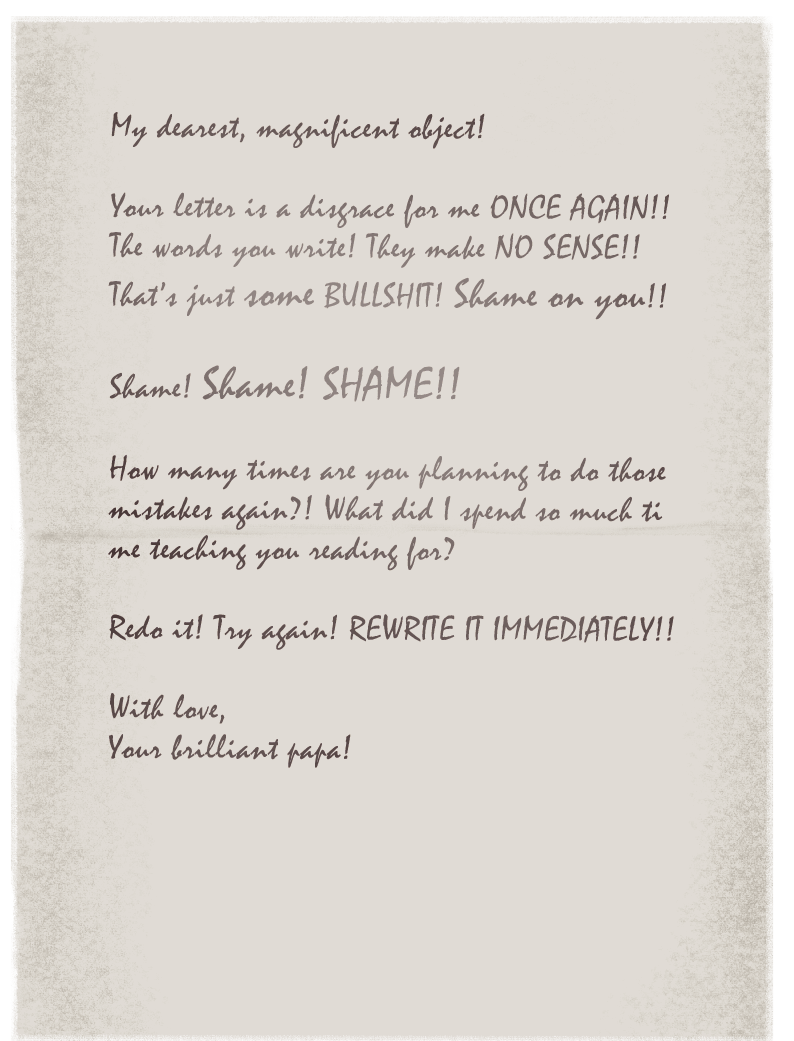 My dearest, magnificent object!
Your letter is a disgrace for me ONCE AGAIN!!
The words you write! They make NO SENSE!!
That's just some BULLSHIT! Shame on you!!
Shame! Shame! SHAME!!
How many times are you planning to do those
mistakes again?! What did I spend so much ti
me teaching you reading for?
Redo it! Try again! REWRITE IT IMMEDIATELY!!
With love,
Your brilliant papa!